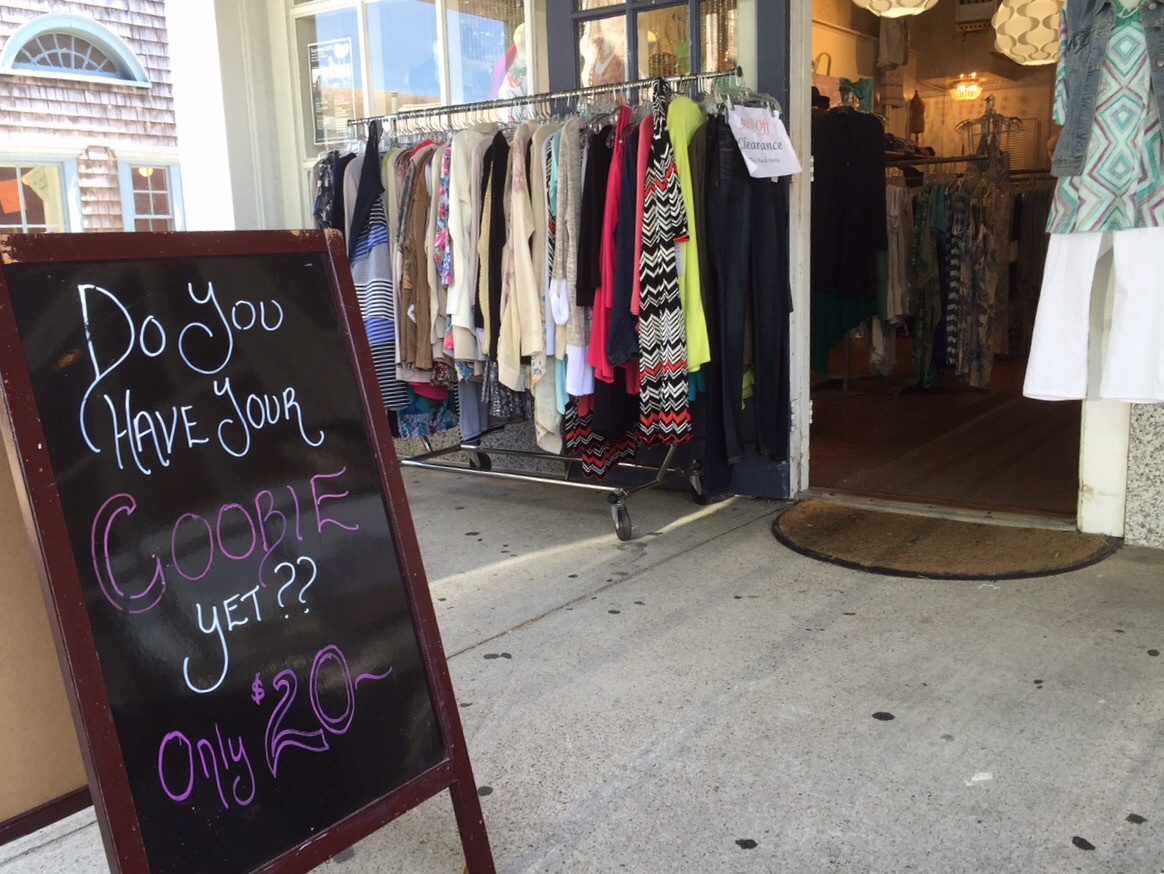 Do You
HAVE YOUR
COOBIE
YET??
Only $20~
50% Off
Clearance